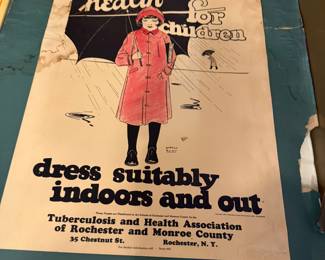 health
for
children
dress suitably
indoors and out
Tuberculosis and Health Association
of Rochester and Monroe County
35 Chestnut St. Rochester, N. Y.